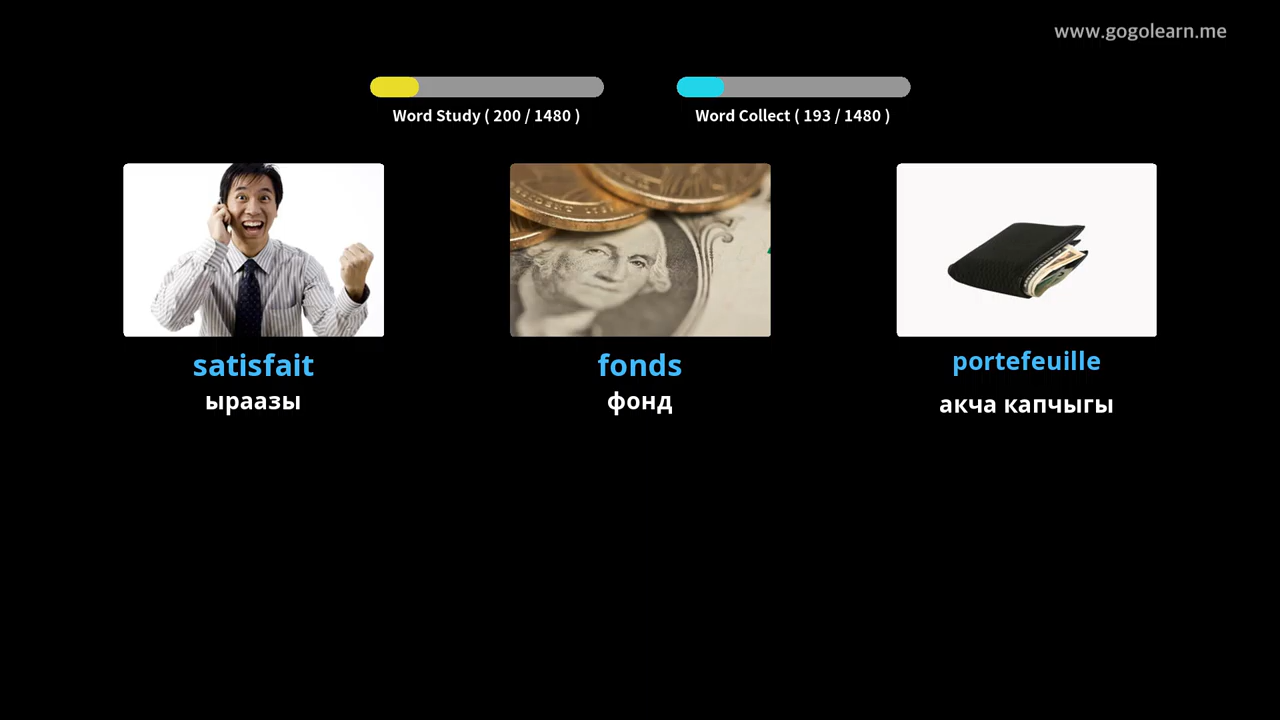 www.gogolearn.me
Word Study ( 200 / 1480 )
Word Collect ( 193 / 1480 )
satisfait
ыраазы
fonds
фонд
portefeuille
акча капчыгы